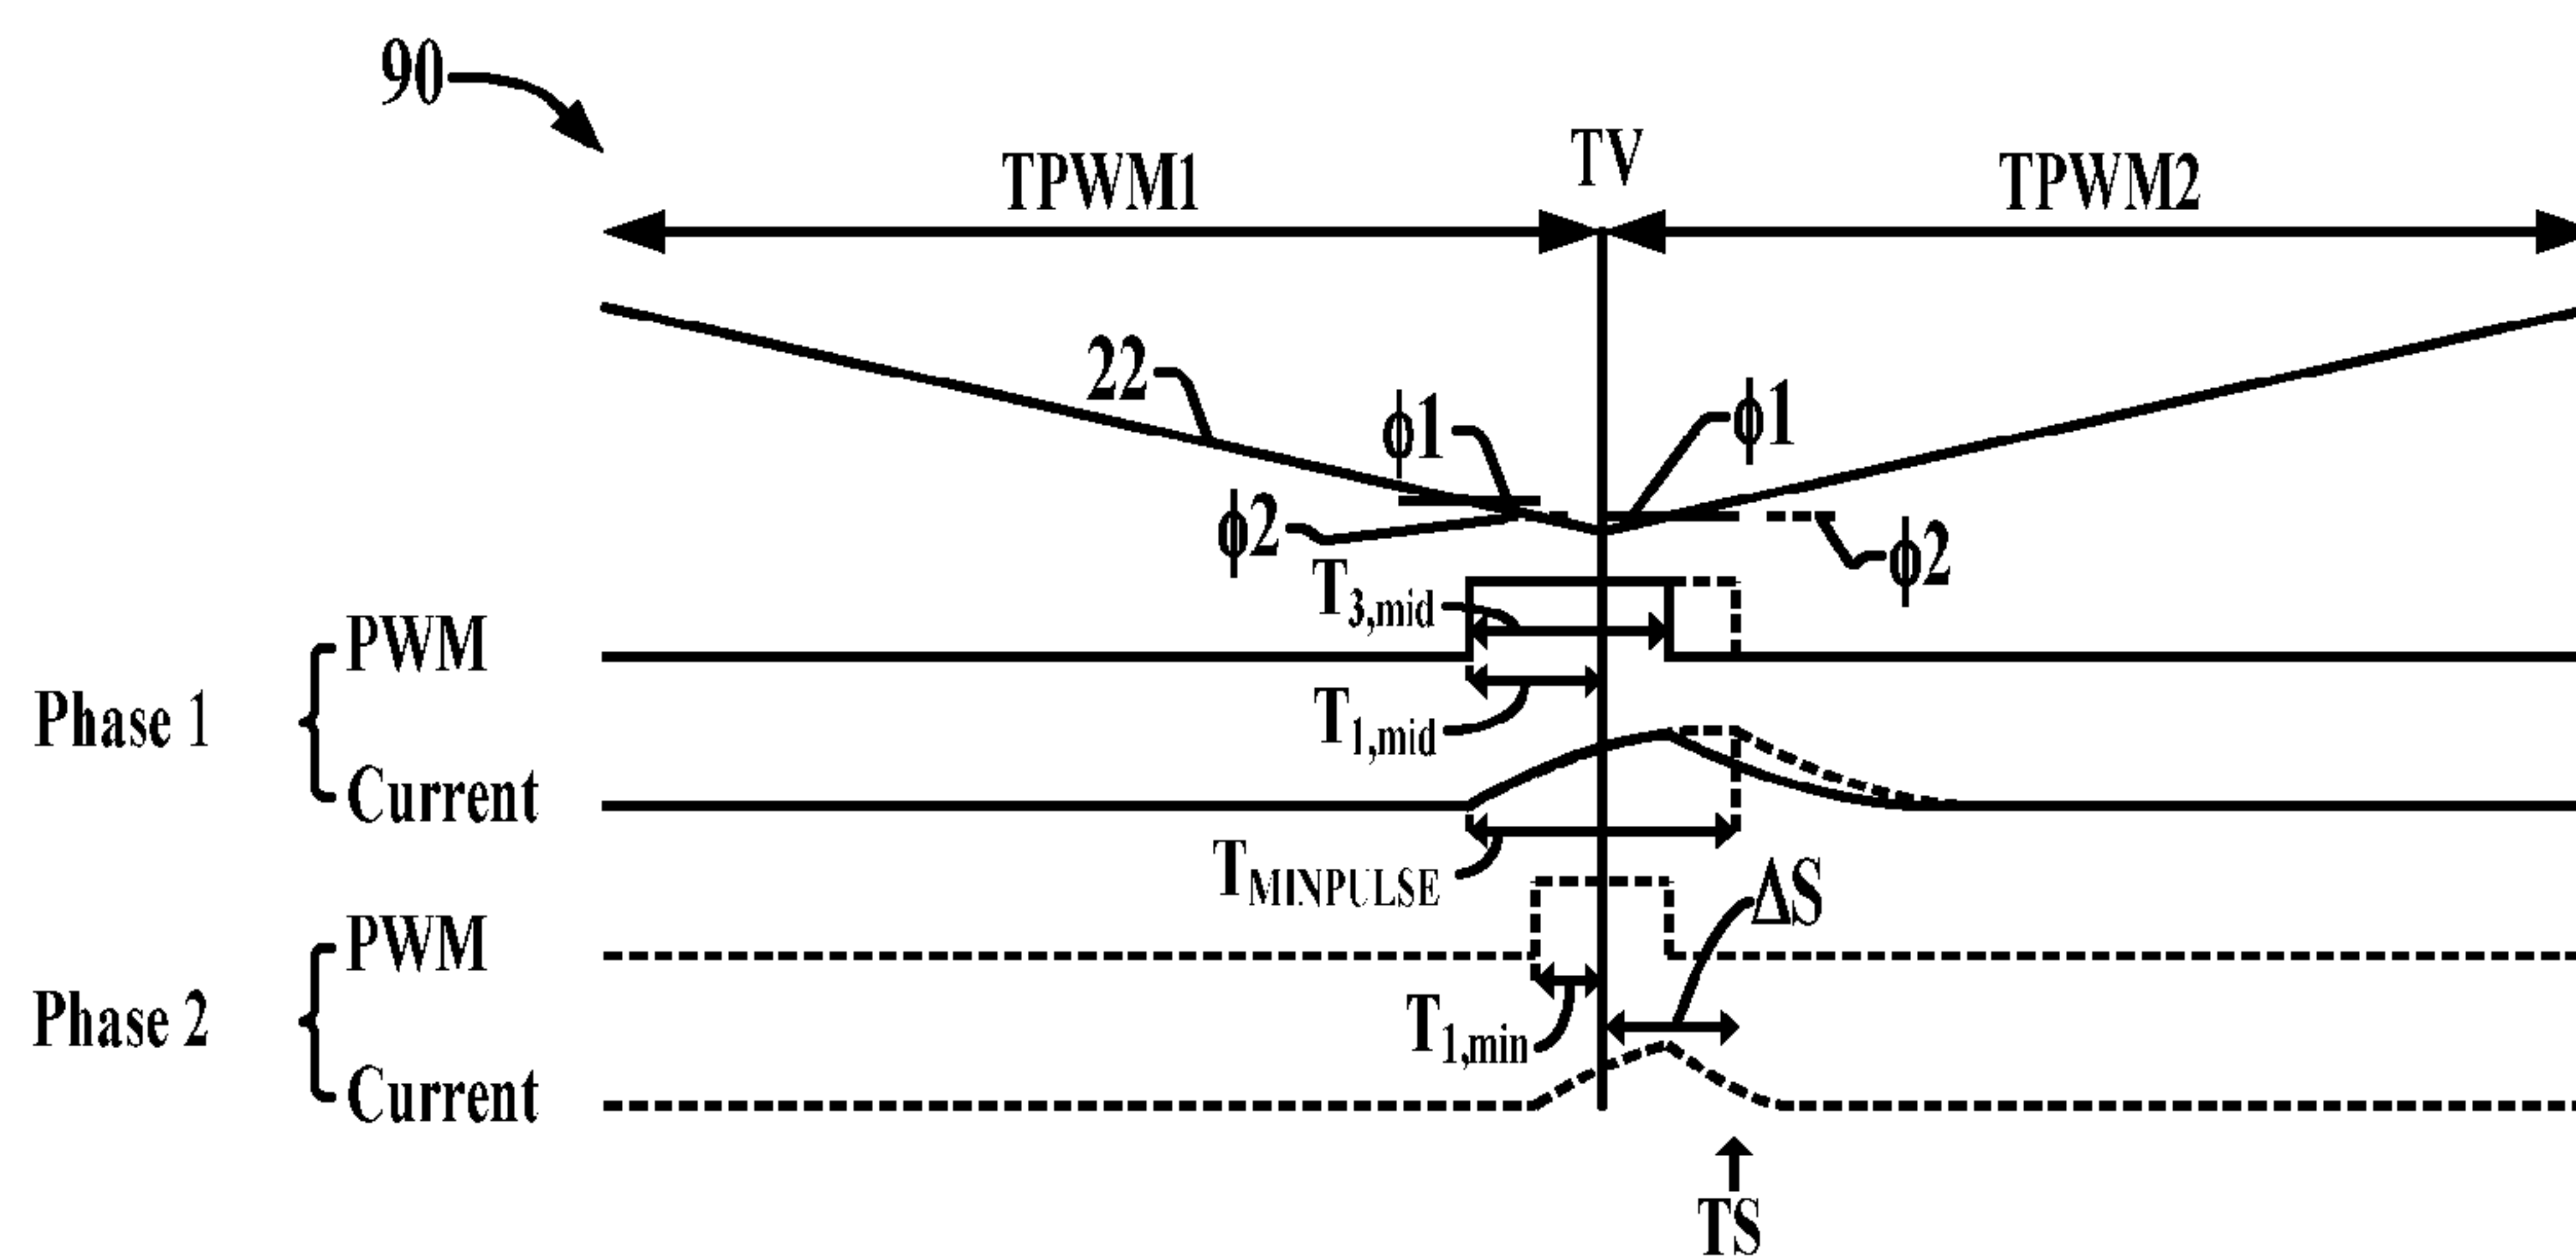 90
TPWM1
TV
TPWM2
22
ϕ1
ϕ1
ϕ2
ϕ2
T3,mid
PWM
Phase 1
T1,mid
Current
TMINPULSE
ΔS
PWM
Phase 2
T1,min
Current
TS